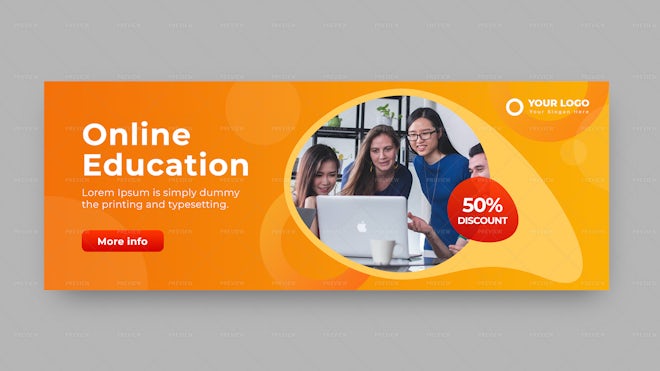 Online
Education
Lorem Ipsum is simply dummy
the printing and typesetting.
More info
YOUR LOGO
Your Slogan here
50%
DISCOUNT
PREVIEW